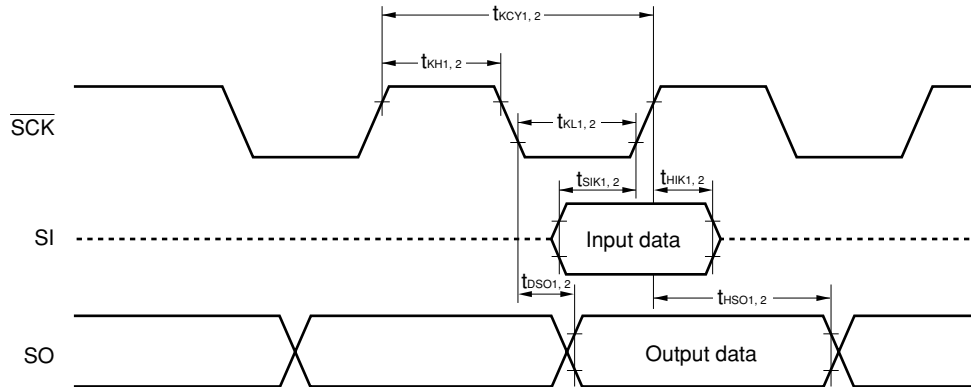 tKCY1, 2
tKH1, 2
SCK
tKL1, 2
tSIK1, 2
tHIK1, 2
SI
Input data
tDSO1, 2
tHSO1, 2
SO
Output data